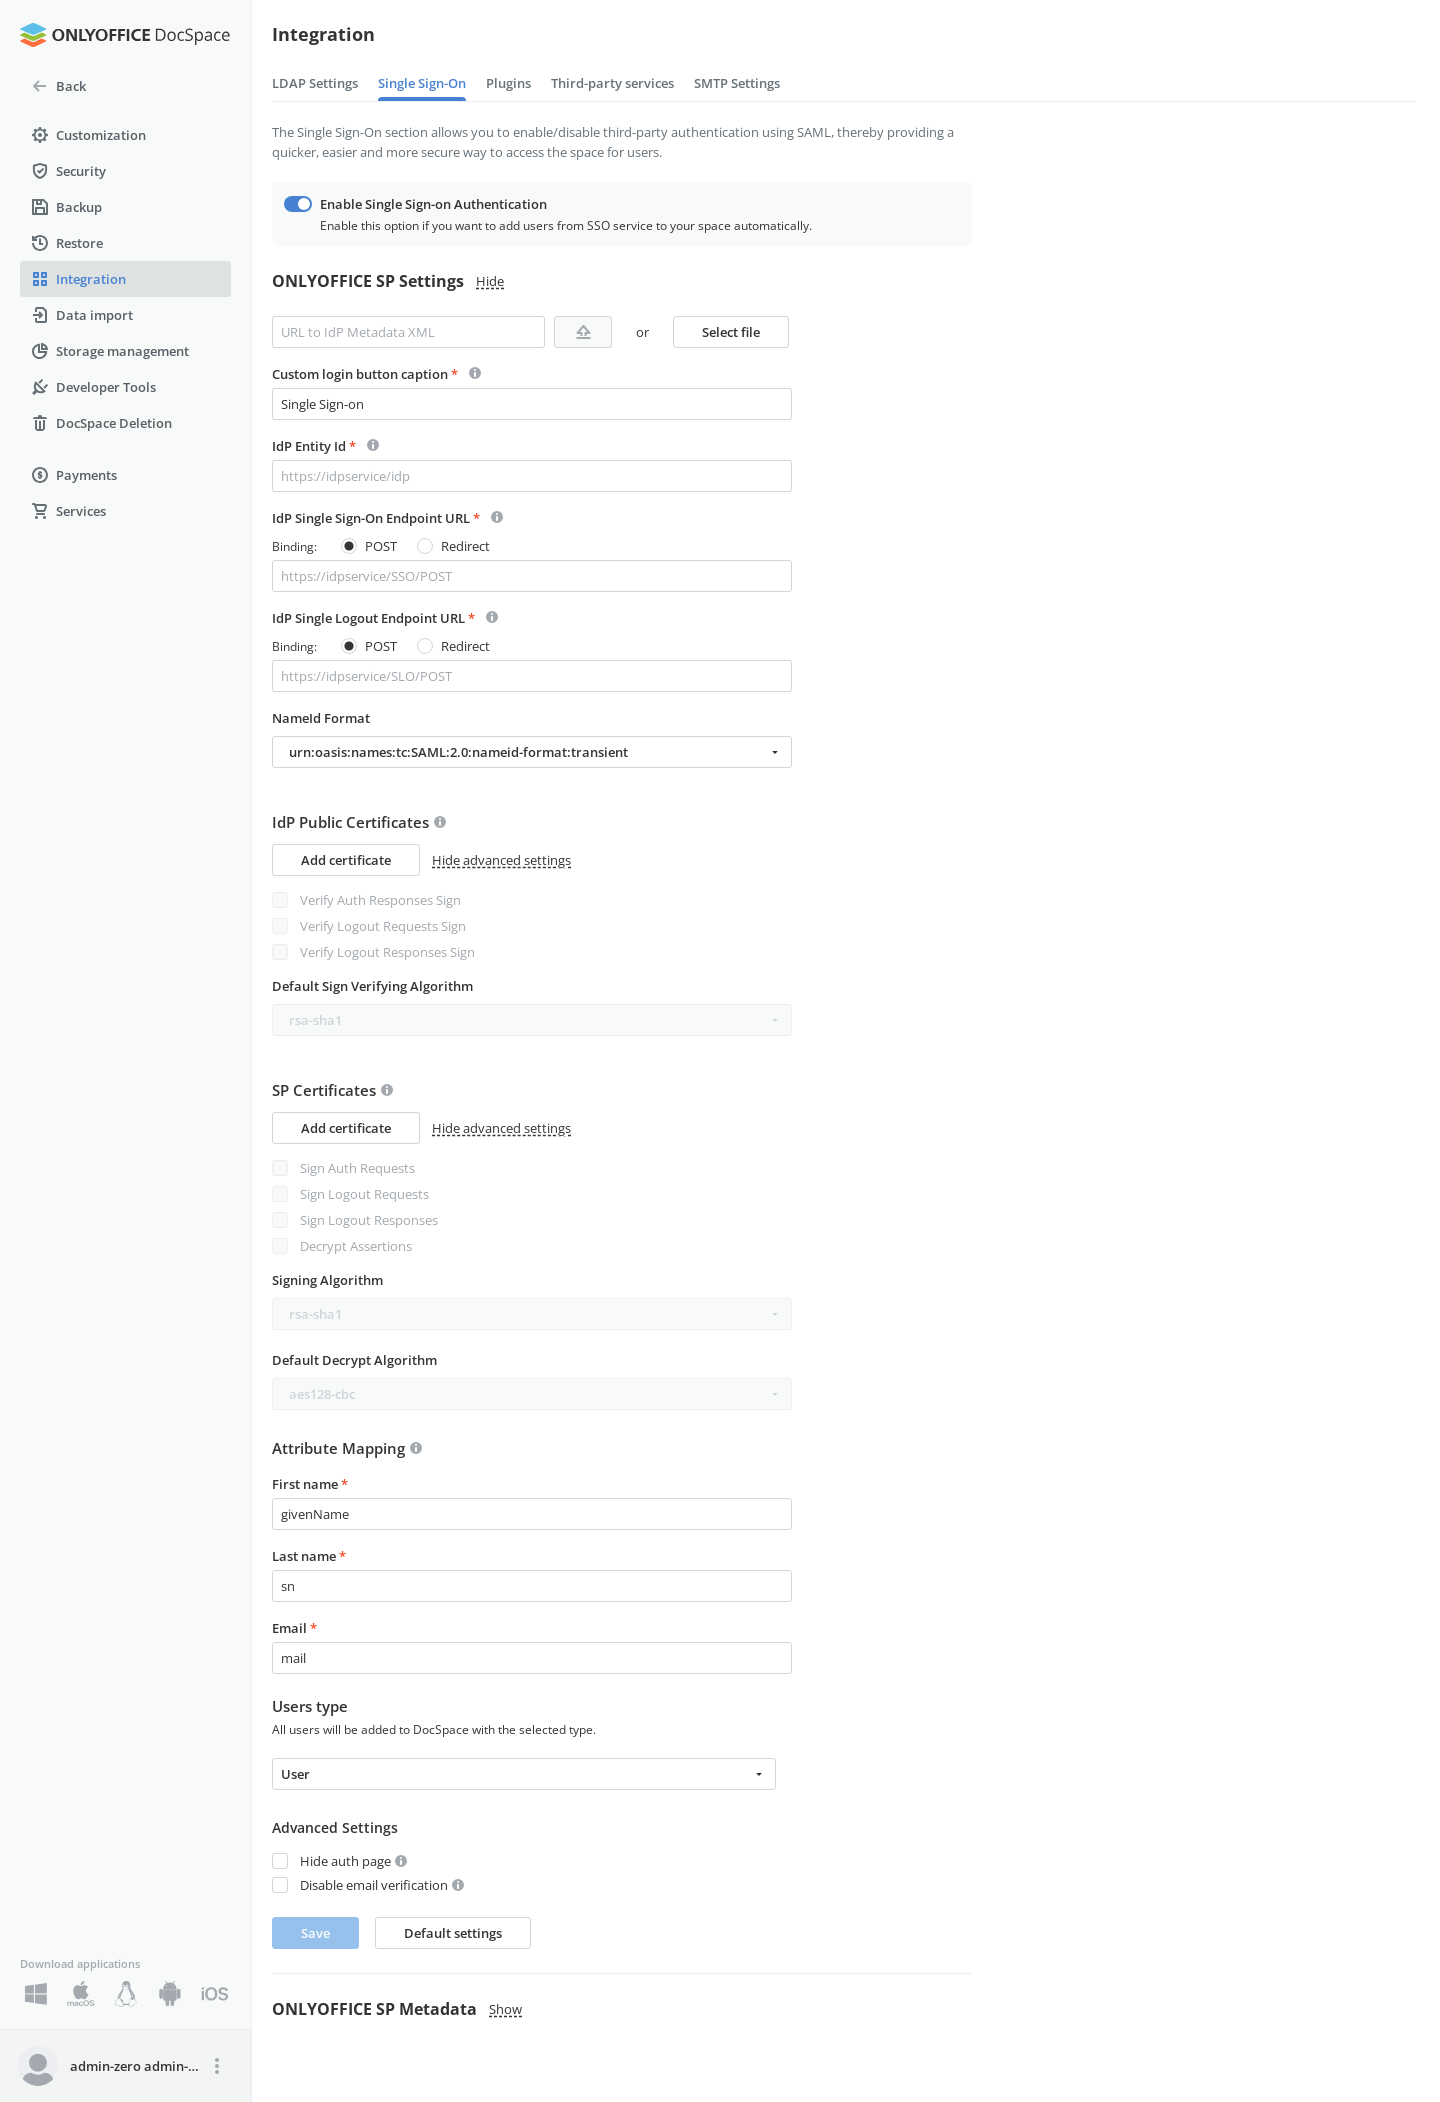 ONLYOFFICE DocSpace
Back
Customization
Security
Backup
Restore
Integration
Data import
Storage management
Developer Tools
DocSpace Deletion
Payments
Services
Download applications
macOS
iOS
admin-zero admin-...
Integration
LDAP Settings Single Sign-On Plugins Third-party services SMTP Settings
The Single Sign-On section allows you to enable/disable third-party authentication using SAML, thereby providing a
quicker, easier and more secure way to access the space for users.
Enable Single Sign-on Authentication
Enable this option if you want to add users from SSO service to your space automatically.
ONLYOFFICE SP Settings Hide
URL to IdP Metadata XML or Select file
Custom login button caption *
Single Sign-on
IdP Entity Id *
https://idpservice/idp
IdP Single Sign-On Endpoint URL *
Binding: POST Redirect
https://idpservice/SSO/POST
IdP Single Logout Endpoint URL *
Binding: POST Redirect
https://idpservice/SLO/POST
NameId Format
urn:oasis:names:tc:SAML:2.0:nameid-format:transient
IdP Public Certificates
Add certificate Hide advanced settings
Verify Auth Responses Sign
Verify Logout Requests Sign
Verify Logout Responses Sign
Default Sign Verifying Algorithm
rsa-sha1
SP Certificates
Add certificate Hide advanced settings
Sign Auth Requests
Sign Logout Requests
Sign Logout Responses
Decrypt Assertions
Signing Algorithm
rsa-sha1
Default Decrypt Algorithm
aes128-cbc
Attribute Mapping
First name *
givenName
Last name *
sn
Email *
mail
Users type
All users will be added to DocSpace with the selected type.
User
Advanced Settings
Hide auth page
Disable email verification
Save Default settings
ONLYOFFICE SP Metadata Show